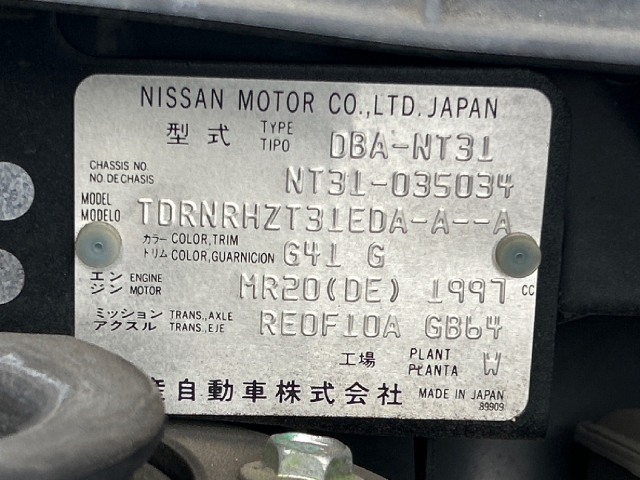 NISSAN MOTOR CO.,LTD. JAPAN
型式 TYPE TIPO DBA-NT31
CHASSIS NO. NO.DE CHASIS NT31-035034
MODEL MODELO TDRNRHZT31EDA-A--A
カラー COLOR,TRIM トリム COLOR,GUARNICION G41 G
エンジン ENGINE MOTOR MR20(DE) 1997 CC
ミッション TRANS.,AXLE アクスル TRANS.,EJE RE0F10A GB64
工場 PLANT PLANTA W
産自動車株式会社 MADE IN JAPAN
89909